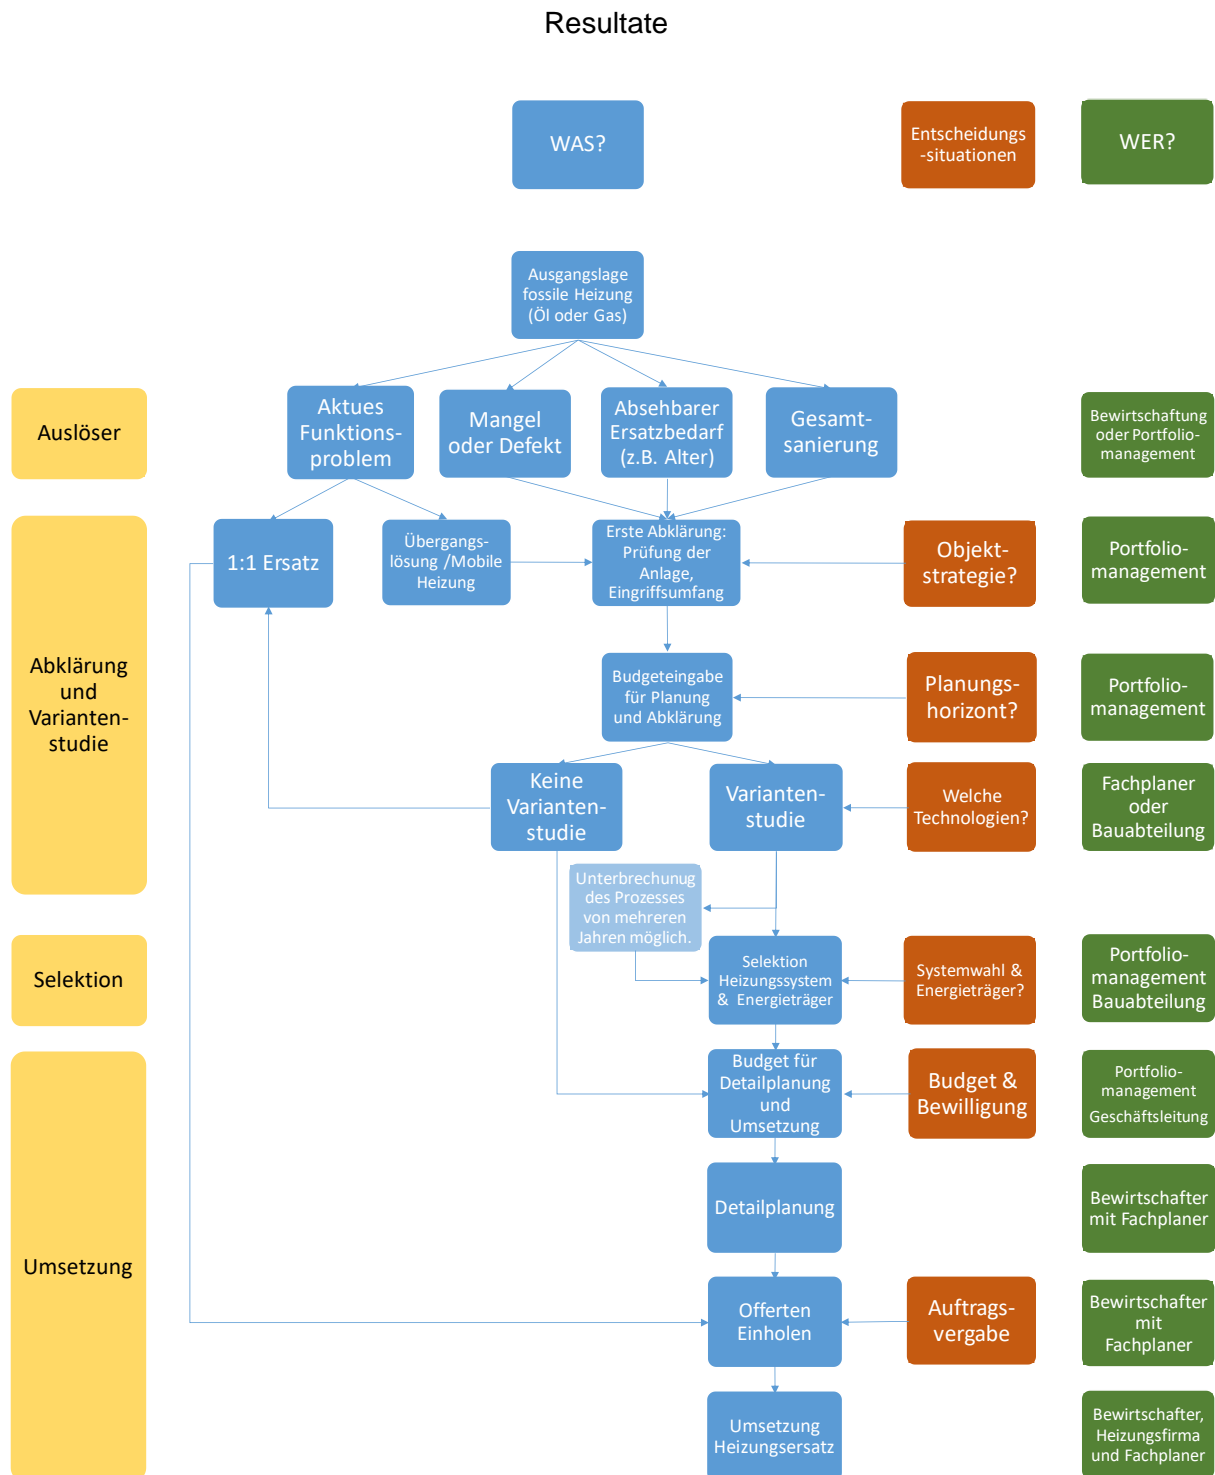 Resultate
WAS?
Entscheidungs
-situationen
WER?
Ausgangslage
fossile Heizung
(Öl oder Gas)
Auslöser
Aktues
Funktions-
problem
Mangel
oder Defekt
Absehbarer
Ersatzbedarf
(z.B. Alter)
Gesamt-
sanierung
Bewirtschaftung
oder Portfolio-
management
Abklärung
und
Varianten-
studie
1:1 Ersatz
Übergangs-
lösung /Mobile
Heizung
Erste Abklärung:
Prüfung der
Anlage,
Eingriffsumfang
Objekt-
strategie?
Portfolio-
management
Budgeteingabe
für Planung
und Abklärung
Planungs-
horizont?
Portfolio-
management
Keine
Varianten-
studie
Varianten-
studie
Welche
Technologien?
Fachplaner
oder
Bauabteilung
Unterbrechunug
des Prozesses
von mehreren
Jahren möglich.
Selektion
Selektion
Heizungssystem
& Energieträger
Systemwahl &
Energieträger?
Portfolio-
management
Bauabteilung
Umsetzung
Budget für
Detailplanung
und
Umsetzung
Budget &
Bewilligung
Portfolio-
management
Geschäftsleitung
Detailplanung
Bewirtschafter
mit Fachplaner
Offerten
Einholen
Auftrags-
vergabe
Bewirtschafter
mit
Fachplaner
Umsetzung
Heizungsersatz
Bewirtschafter,
Heizungsfirma
und Fachplaner